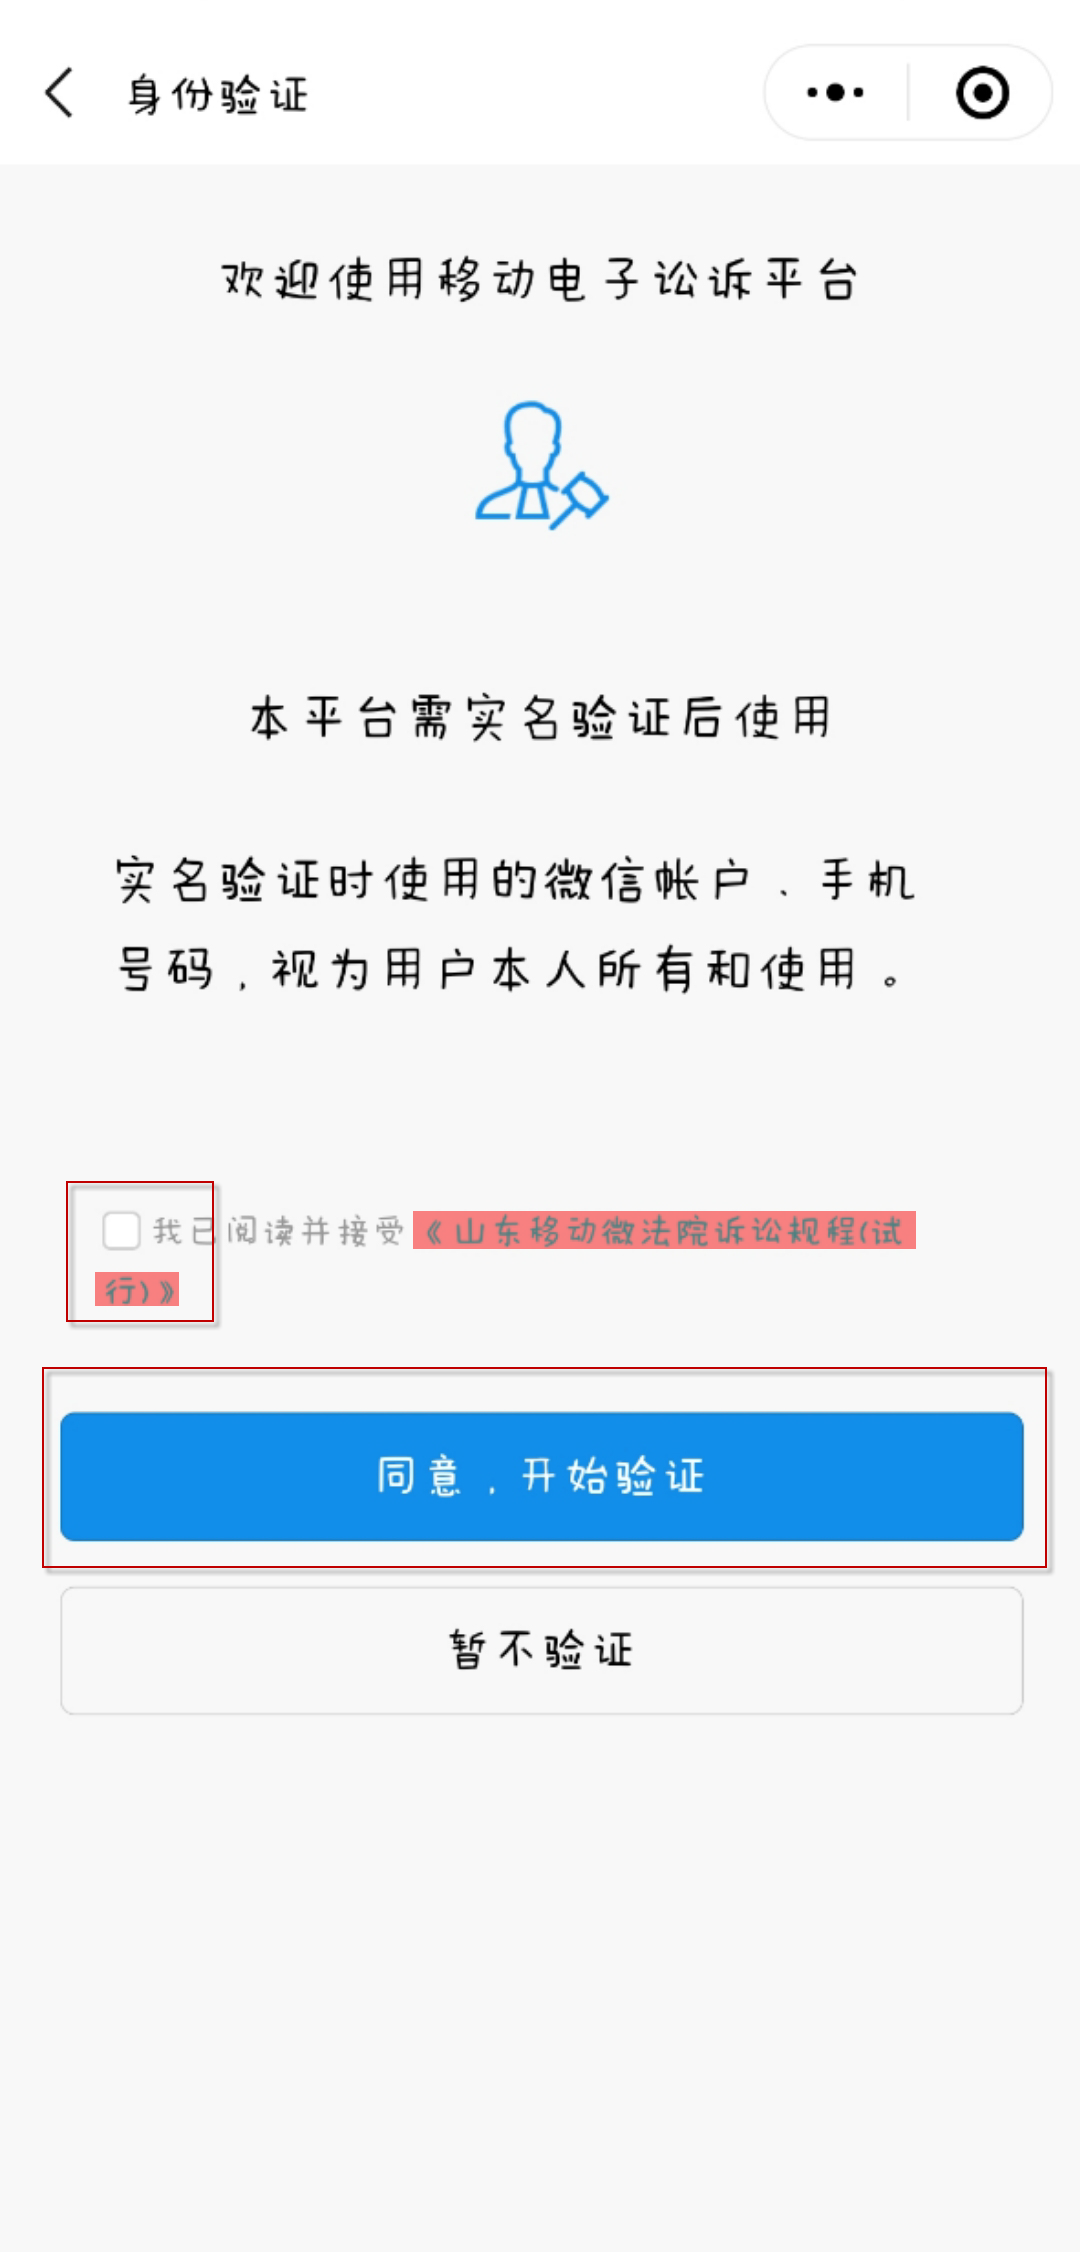 身份验证
欢迎使用移动电子讼诉平台
本平台需实名验证后使用
实名验证时使用的微信帐户、手机
号码，视为用户本人所有和使用。
我已阅读并接受《山东移动微法院诉讼规程(试
行)》
同意，开始验证
暂不验证